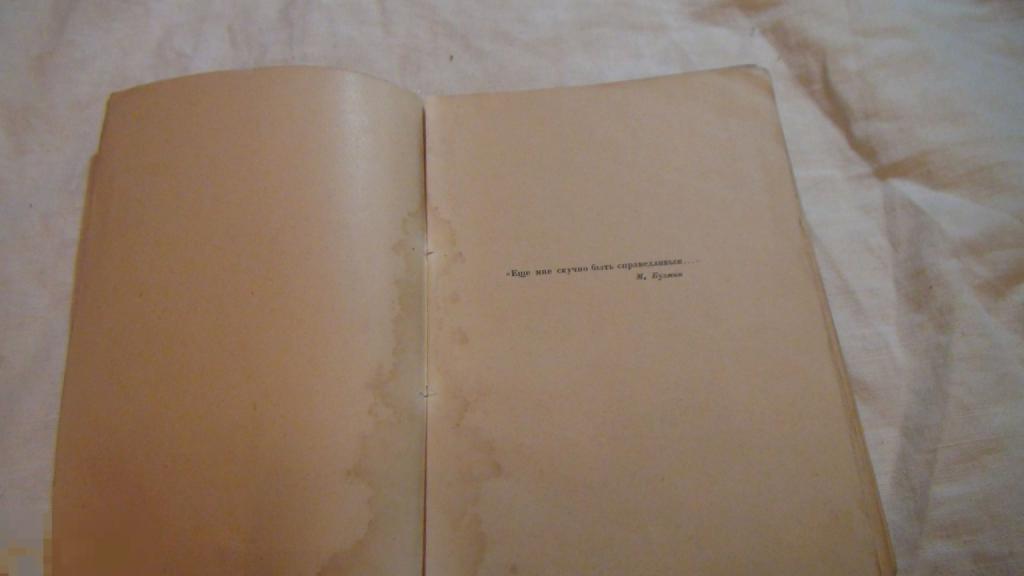 «Еще мне скучно быть справедливым....»
М. Кузмин